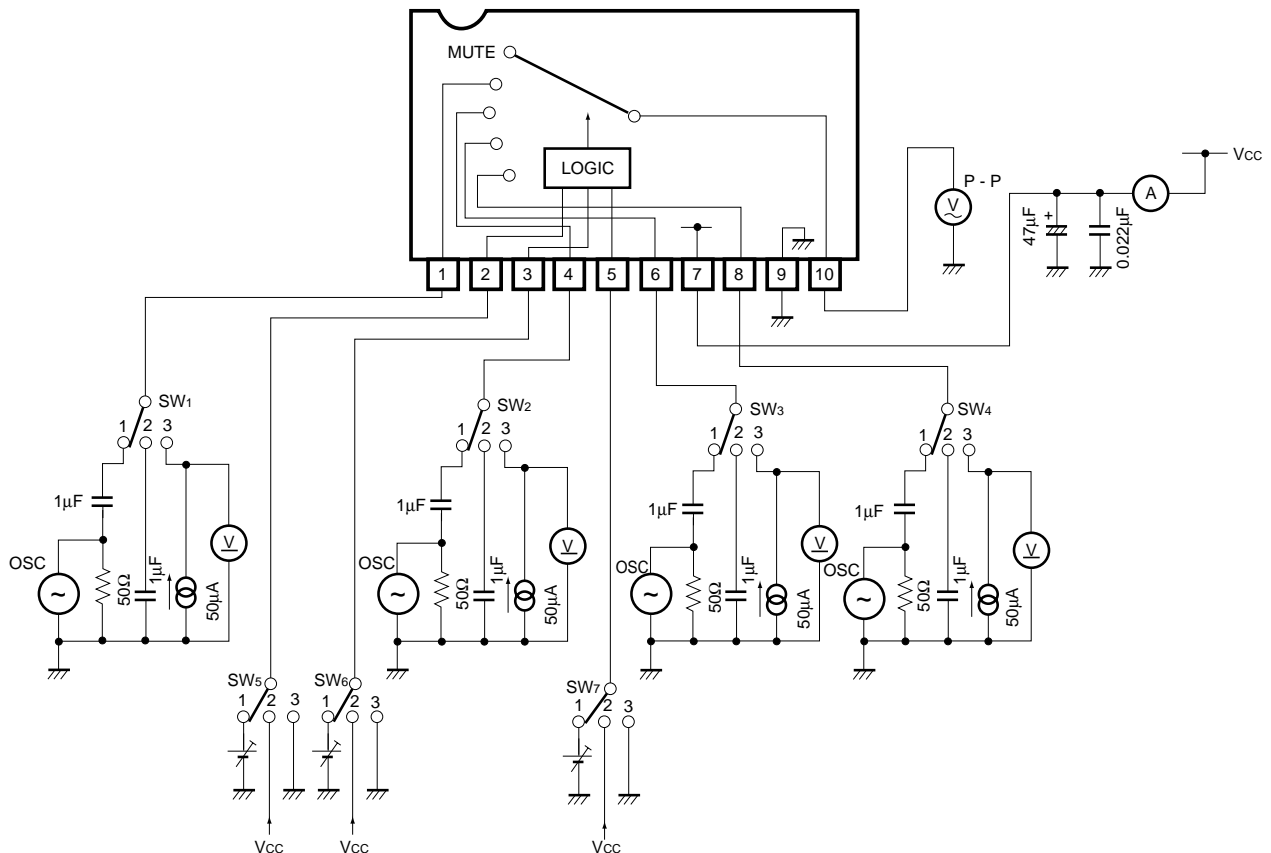 MUTE
LOGIC
1 2 3 4 5 6 7 8 9 10
P - P
V
A
VCC
47µF
+
0.022µF
SW1
1 2 3
1µF
OSC
~
50Ω
1µF
50µA
V
SW2
1 2 3
1µF
OSC
~
50Ω
1µF
50µA
V
SW3
1 2 3
1µF
OSC
~
50Ω
1µF
50µA
V
SW4
1 2 3
1µF
OSC
~
50Ω
1µF
50µA
V
SW5
1 2 3
VCC
SW6
1 2 3
VCC
SW7
1 2 3
VCC